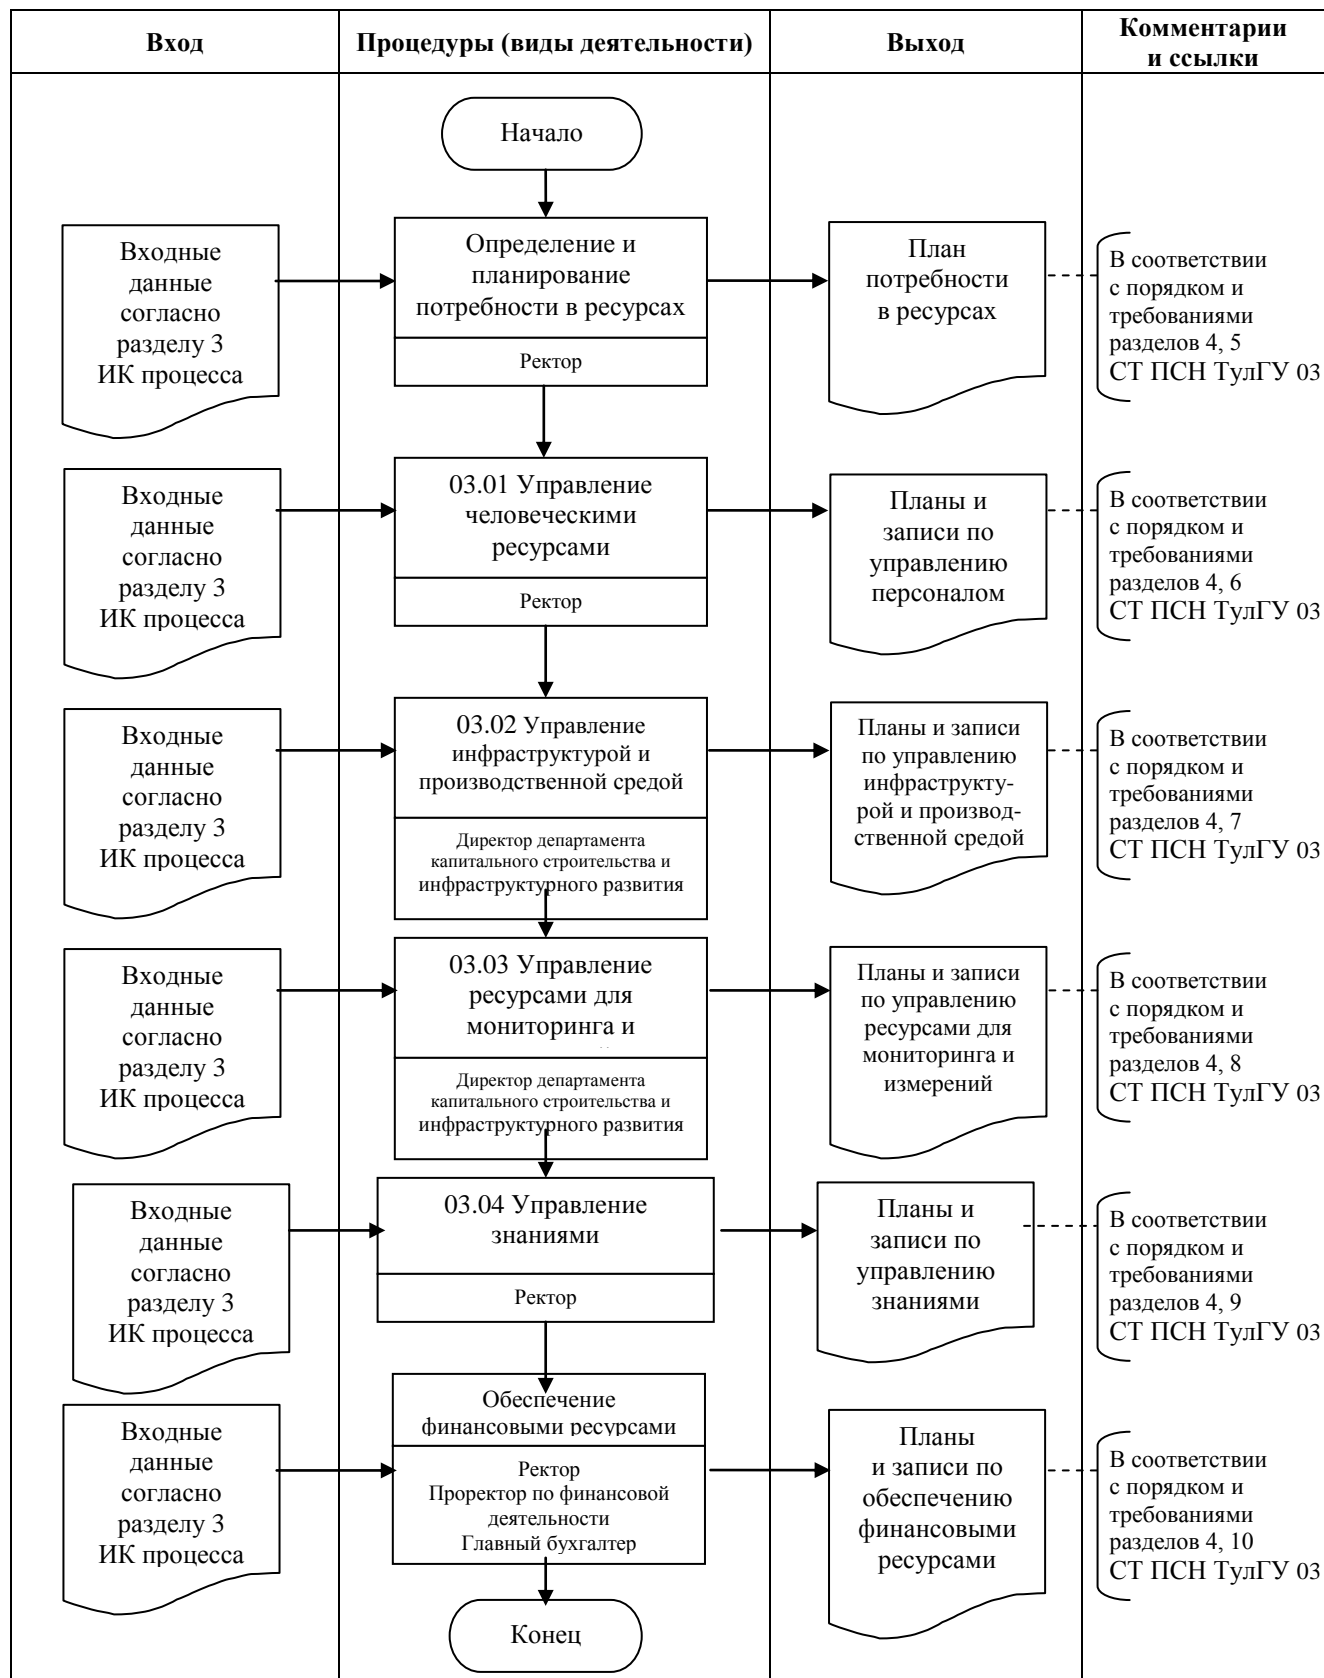 Вход
Процедуры (виды деятельности)
Выход
Комментарии
и ссылки
Начало
Входные
данные
согласно
разделу 3
ИК процесса
Определение и
планирование
потребности в ресурсах
Ректор
План
потребности
в ресурсах
В соответствии
с порядком и
требованиями
разделов 4, 5
СТ ПСН ТулГУ 03
Входные
данные
согласно
разделу 3
ИК процесса
03.01 Управление
человеческими
ресурсами
Ректор
Планы и
записи по
управлению
персоналом
В соответствии
с порядком и
требованиями
разделов 4, 6
СТ ПСН ТулГУ 03
Входные
данные
согласно
разделу 3
ИК процесса
03.02 Управление
инфраструктурой и
производственной средой
Директор департамента
капитального строительства и
инфраструктурного развития
Планы и записи
по управлению
инфраструкту-
рой и производ-
ственной средой
В соответствии
с порядком и
требованиями
разделов 4, 7
СТ ПСН ТулГУ 03
Входные
данные
согласно
разделу 3
ИК процесса
03.03 Управление
ресурсами для
мониторинга и
Директор департамента
капитального строительства и
инфраструктурного развития
Планы и записи
по управлению
ресурсами для
мониторинга и
измерений
В соответствии
с порядком и
требованиями
разделов 4, 8
СТ ПСН ТулГУ 03
Входные
данные
согласно
разделу 3
ИК процесса
03.04 Управление
знаниями
Ректор
Планы и
записи по
управлению
знаниями
В соответствии
с порядком и
требованиями
разделов 4, 9
СТ ПСН ТулГУ 03
Входные
данные
согласно
разделу 3
ИК процесса
Обеспечение
финансовыми ресурсами
Ректор
Проректор по финансовой
деятельности
Главный бухгалтер
Планы
и записи по
обеспечению
финансовыми
ресурсами
В соответствии
с порядком и
требованиями
разделов 4, 10
СТ ПСН ТулГУ 03
Конец